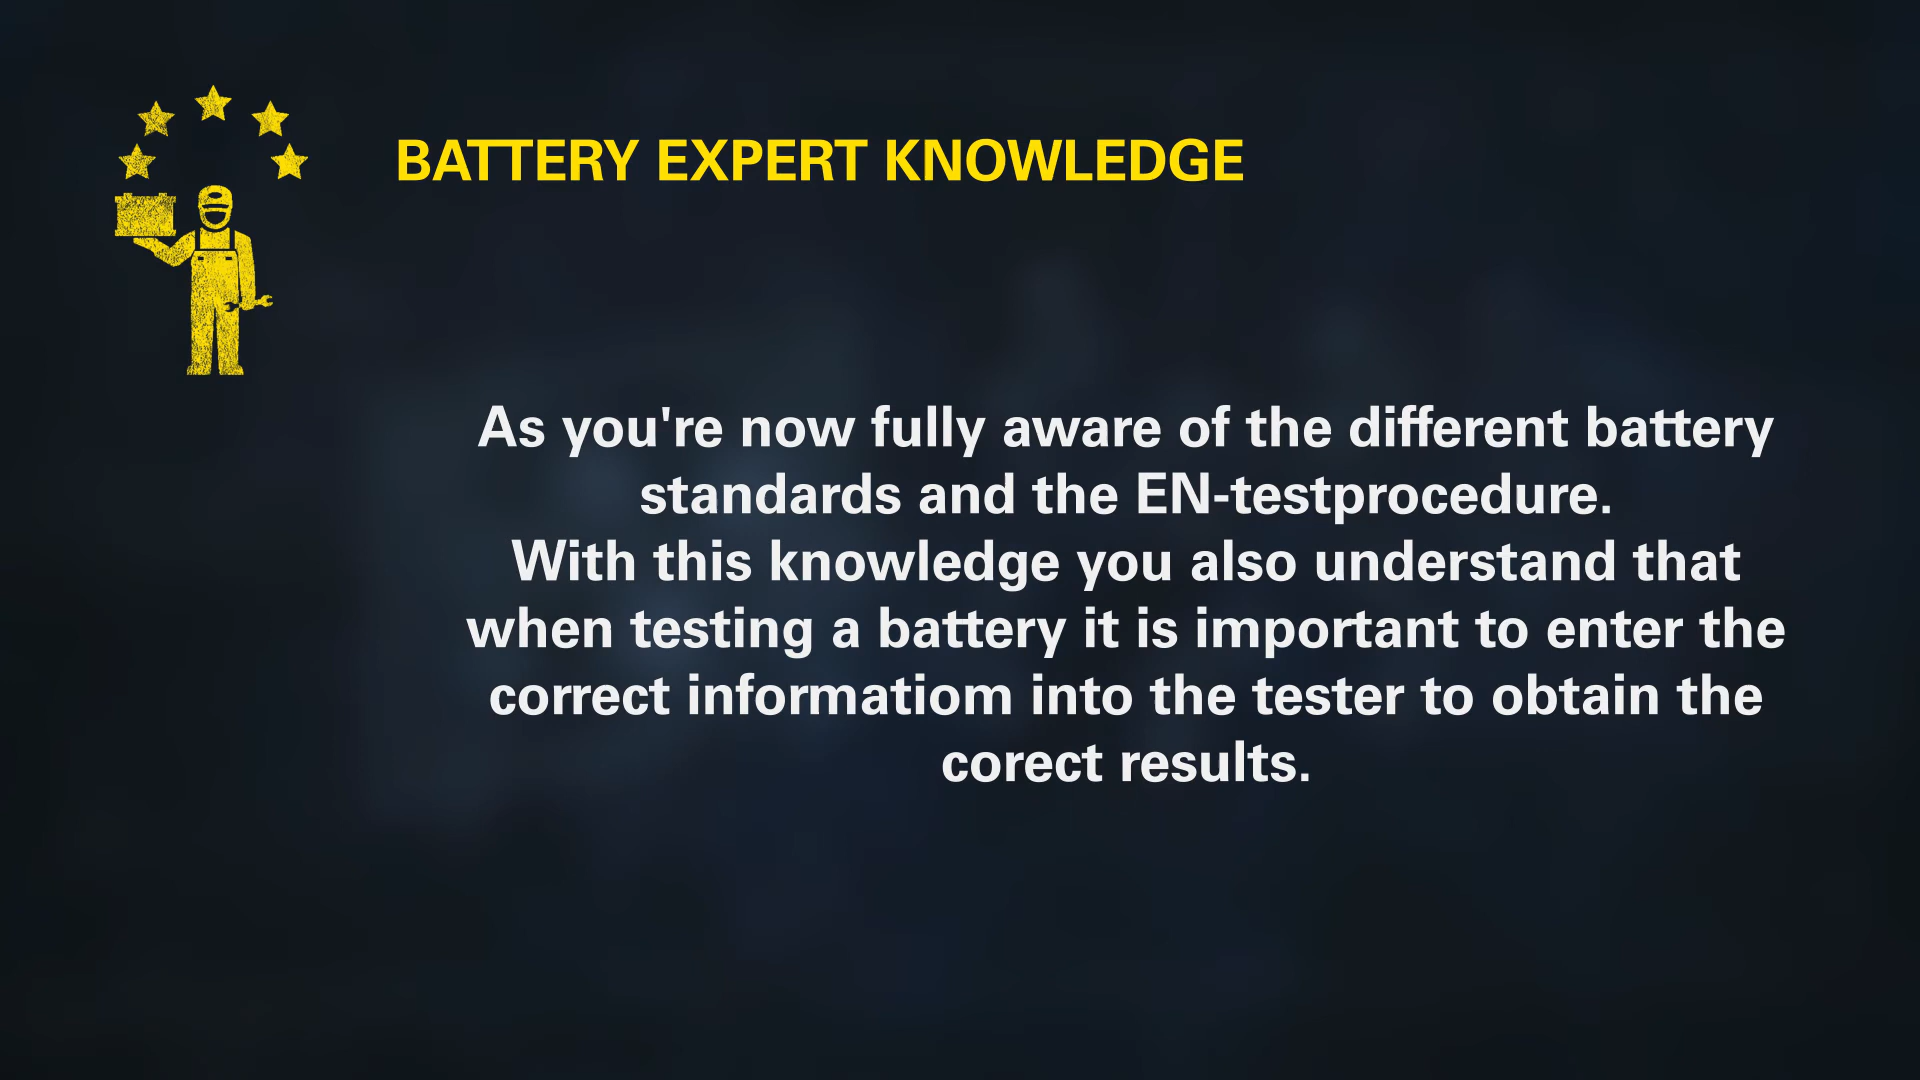 BATTERY EXPERT KNOWLEDGE
As you're now fully aware of the different battery
standards and the EN-testprocedure.
With this knowledge you also understand that
when testing a battery it is important to enter the
correct informatiom into the tester to obtain the
corect results.